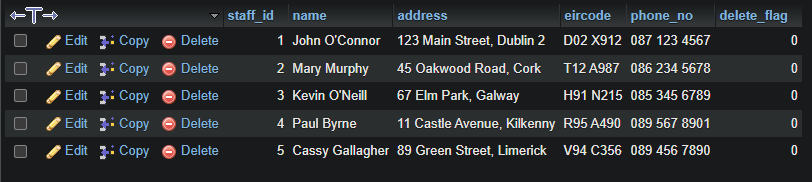 staff_id name address eircode phone_no delete_flag
Edit Copy Delete 1 John O'Connor 123 Main Street, Dublin 2 D02 X912 087 123 4567 0
Edit Copy Delete 2 Mary Murphy 45 Oakwood Road, Cork T12 A987 086 234 5678 0
Edit Copy Delete 3 Kevin O'Neill 67 Elm Park, Galway H91 N215 085 345 6789 0
Edit Copy Delete 4 Paul Byrne 11 Castle Avenue, Kilkenny R95 A490 089 567 8901 0
Edit Copy Delete 5 Cassy Gallagher 89 Green Street, Limerick V94 C356 089 456 7890 0